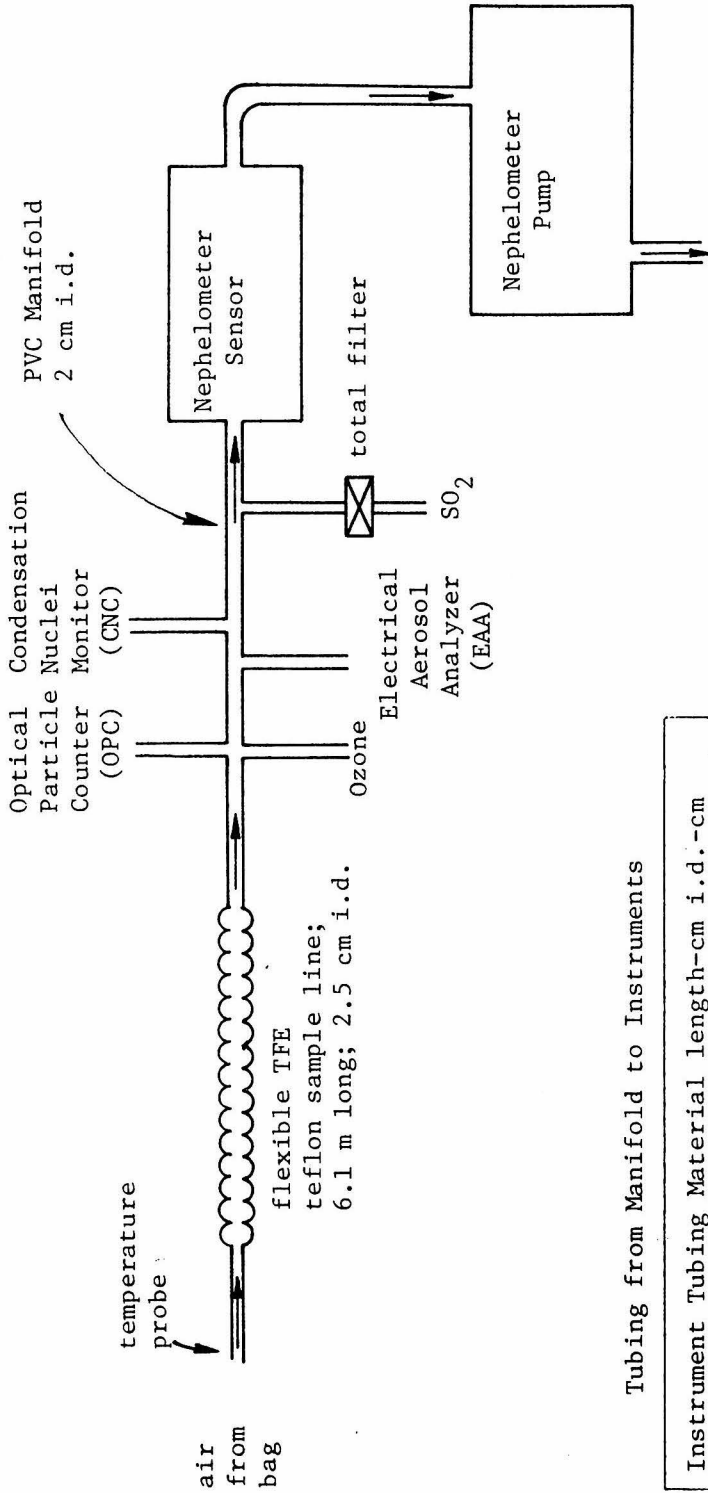 air
from
bag
temperature
probe
flexible TFE
teflon sample line;
6.1 m long; 2.5 cm i.d.
Optical
Particle
Counter
(OPC)
Condensation
Nuclei
Monitor
(CNC)
PVC Manifold
2 cm i.d.
Ozone
Electrical
Aerosol
Analyzer
(EAA)
total filter
SO2
Nephelometer
Sensor
Nephelometer
Pump
Tubing from Manifold to Instruments
Instrument Tubing Material length-cm i.d.-cm